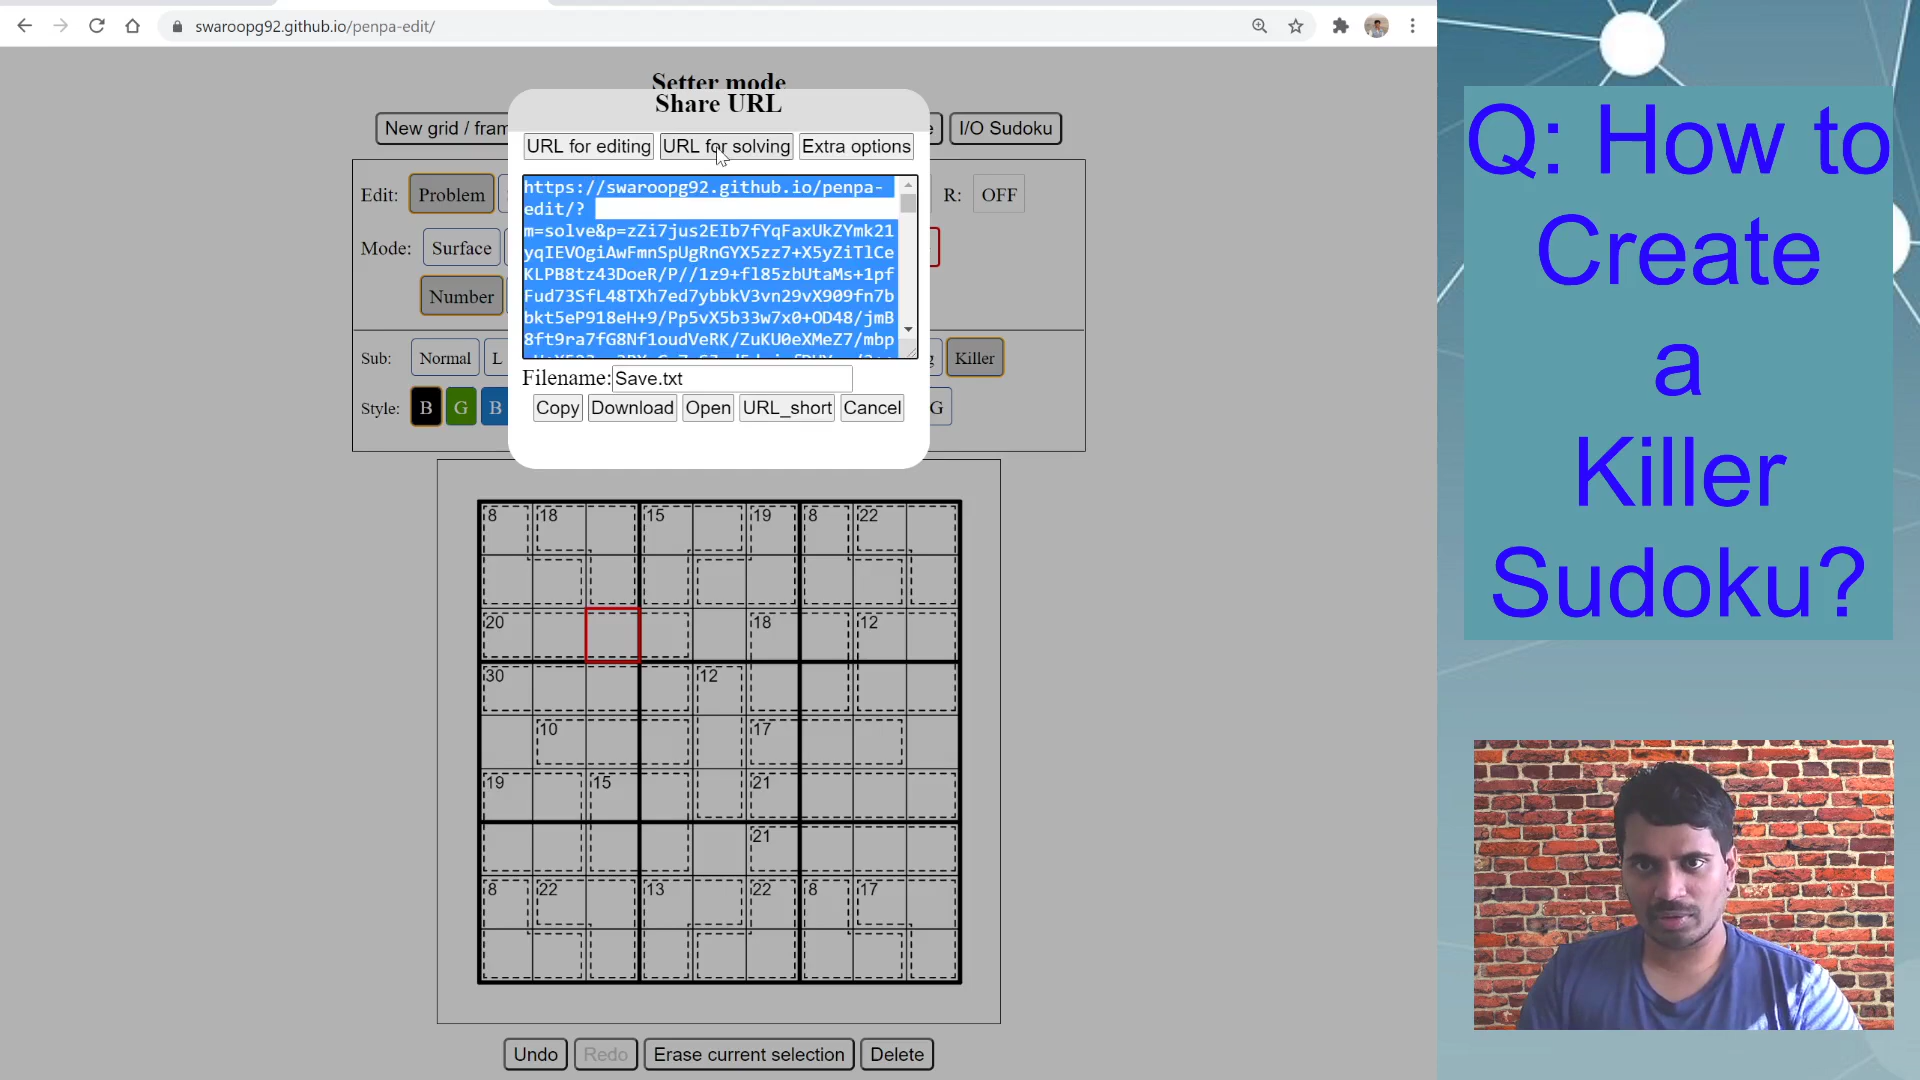 swaroopg92.github.io/penpa-edit/
Setter mode
Share URL
New grid / fram
I/O Sudoku
URL for editing URL for solving Extra options
https://swaroopg92.github.io/penpa-
edit/?
m=solve&p=zZi7jus2EIb7fYqFaxUkZYmk21
yqIEVOgiAwFmnSpUgRnGYX5zz7+X5yZiTlCe
KLPB8tz43DoeR/P//1z9+fl85zbUtaMs+1pf
Fud73SfL48TXh7ed7ybbkV3vn29vX909fn7b
bkt5eP918eH+9/Pp5vX5b33w7x0+OD48/jmB
8ft9ra7fG8Nf1oudVeRK/ZuKU0eXMeZ7/mbp
Filename: Save.txt
Copy Download Open URL_short Cancel
Edit: Problem
R: OFF
Mode: Surface
Number
Sub: Normal L
Killer
Style: B G B
G
8 18 15 19 8 22
20 18 12
30 12
10 17
19 15 21
21
8 22 13 22 8 17
Undo Redo Erase current selection Delete
Q: How to
Create
a
Killer
Sudoku?